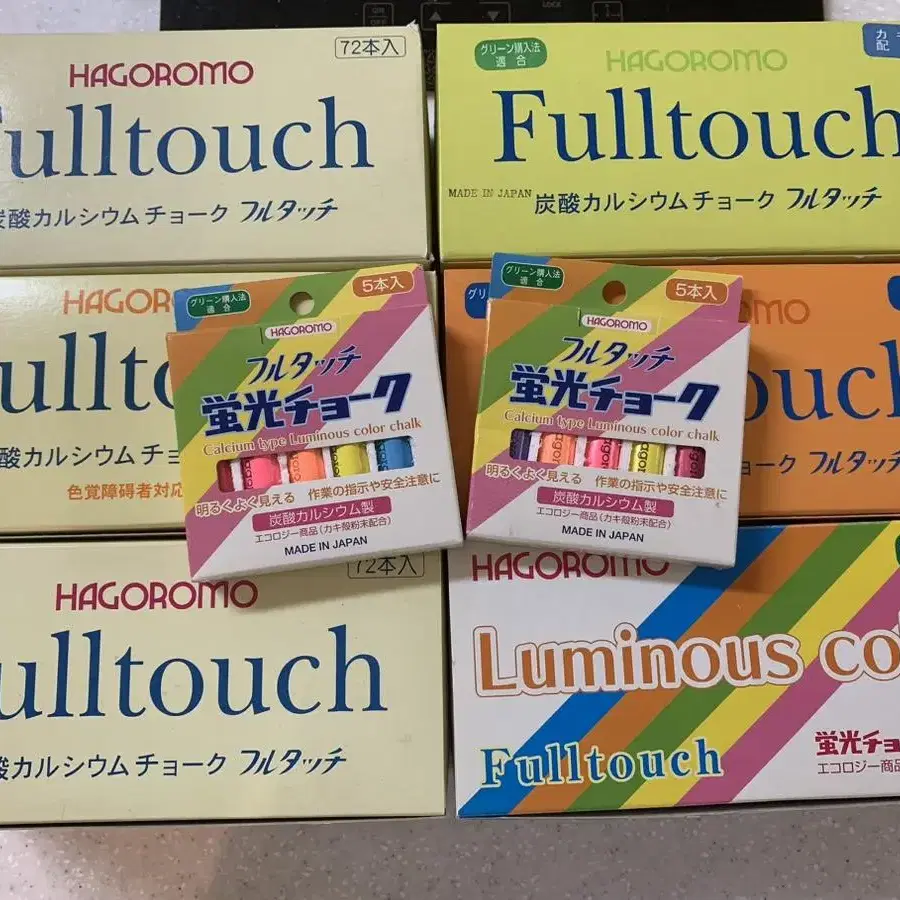 ON
OFF
LOCK
72本入
HAGOROMO
Fulltouch
炭酸カルシウムチョーク フルタッチ
グリーン購入法
適合
HAGOROMO
Fulltouch
MADE IN JAPAN
炭酸カルシウムチョーク フルタッチ
HAGORO
ullto
酸カルシウムチョ
色覚障碍者対応
グリーン購入法
適合
5本入
HAGOROMO
フルタッチ
蛍光チョーク
Calcium type Luminous color chalk
明るくよく見える 作業の指示や安全注意に
炭酸カルシウム製
エコロジー商品(カキ殻粉末配合)
MADE IN JAPAN
グリーン購入法
適合
5本入
HAGOROMO
フルタッチ
蛍光チョーク
Calcium type Luminous color chalk
明るくよく見える 作業の指示や安全注意に
炭酸カルシウム製
エコロジー商品(カキ殻粉末配合)
MADE IN JAPAN
OMO
ouch
ョーク フルタッチ
72本入
HAGOROMO
ulltouch
酸カルシウムチョーク フルタッチ
HAGOROMO
Luminous co
Fulltouch
蛍光チョ
エコロジー商品